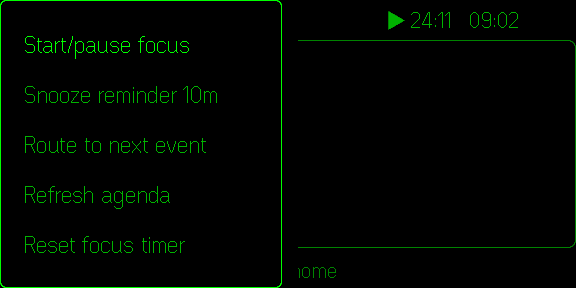 Start/pause focus
Snooze reminder 10m
Route to next event
Refresh agenda
Reset focus timer
24:11 09:02